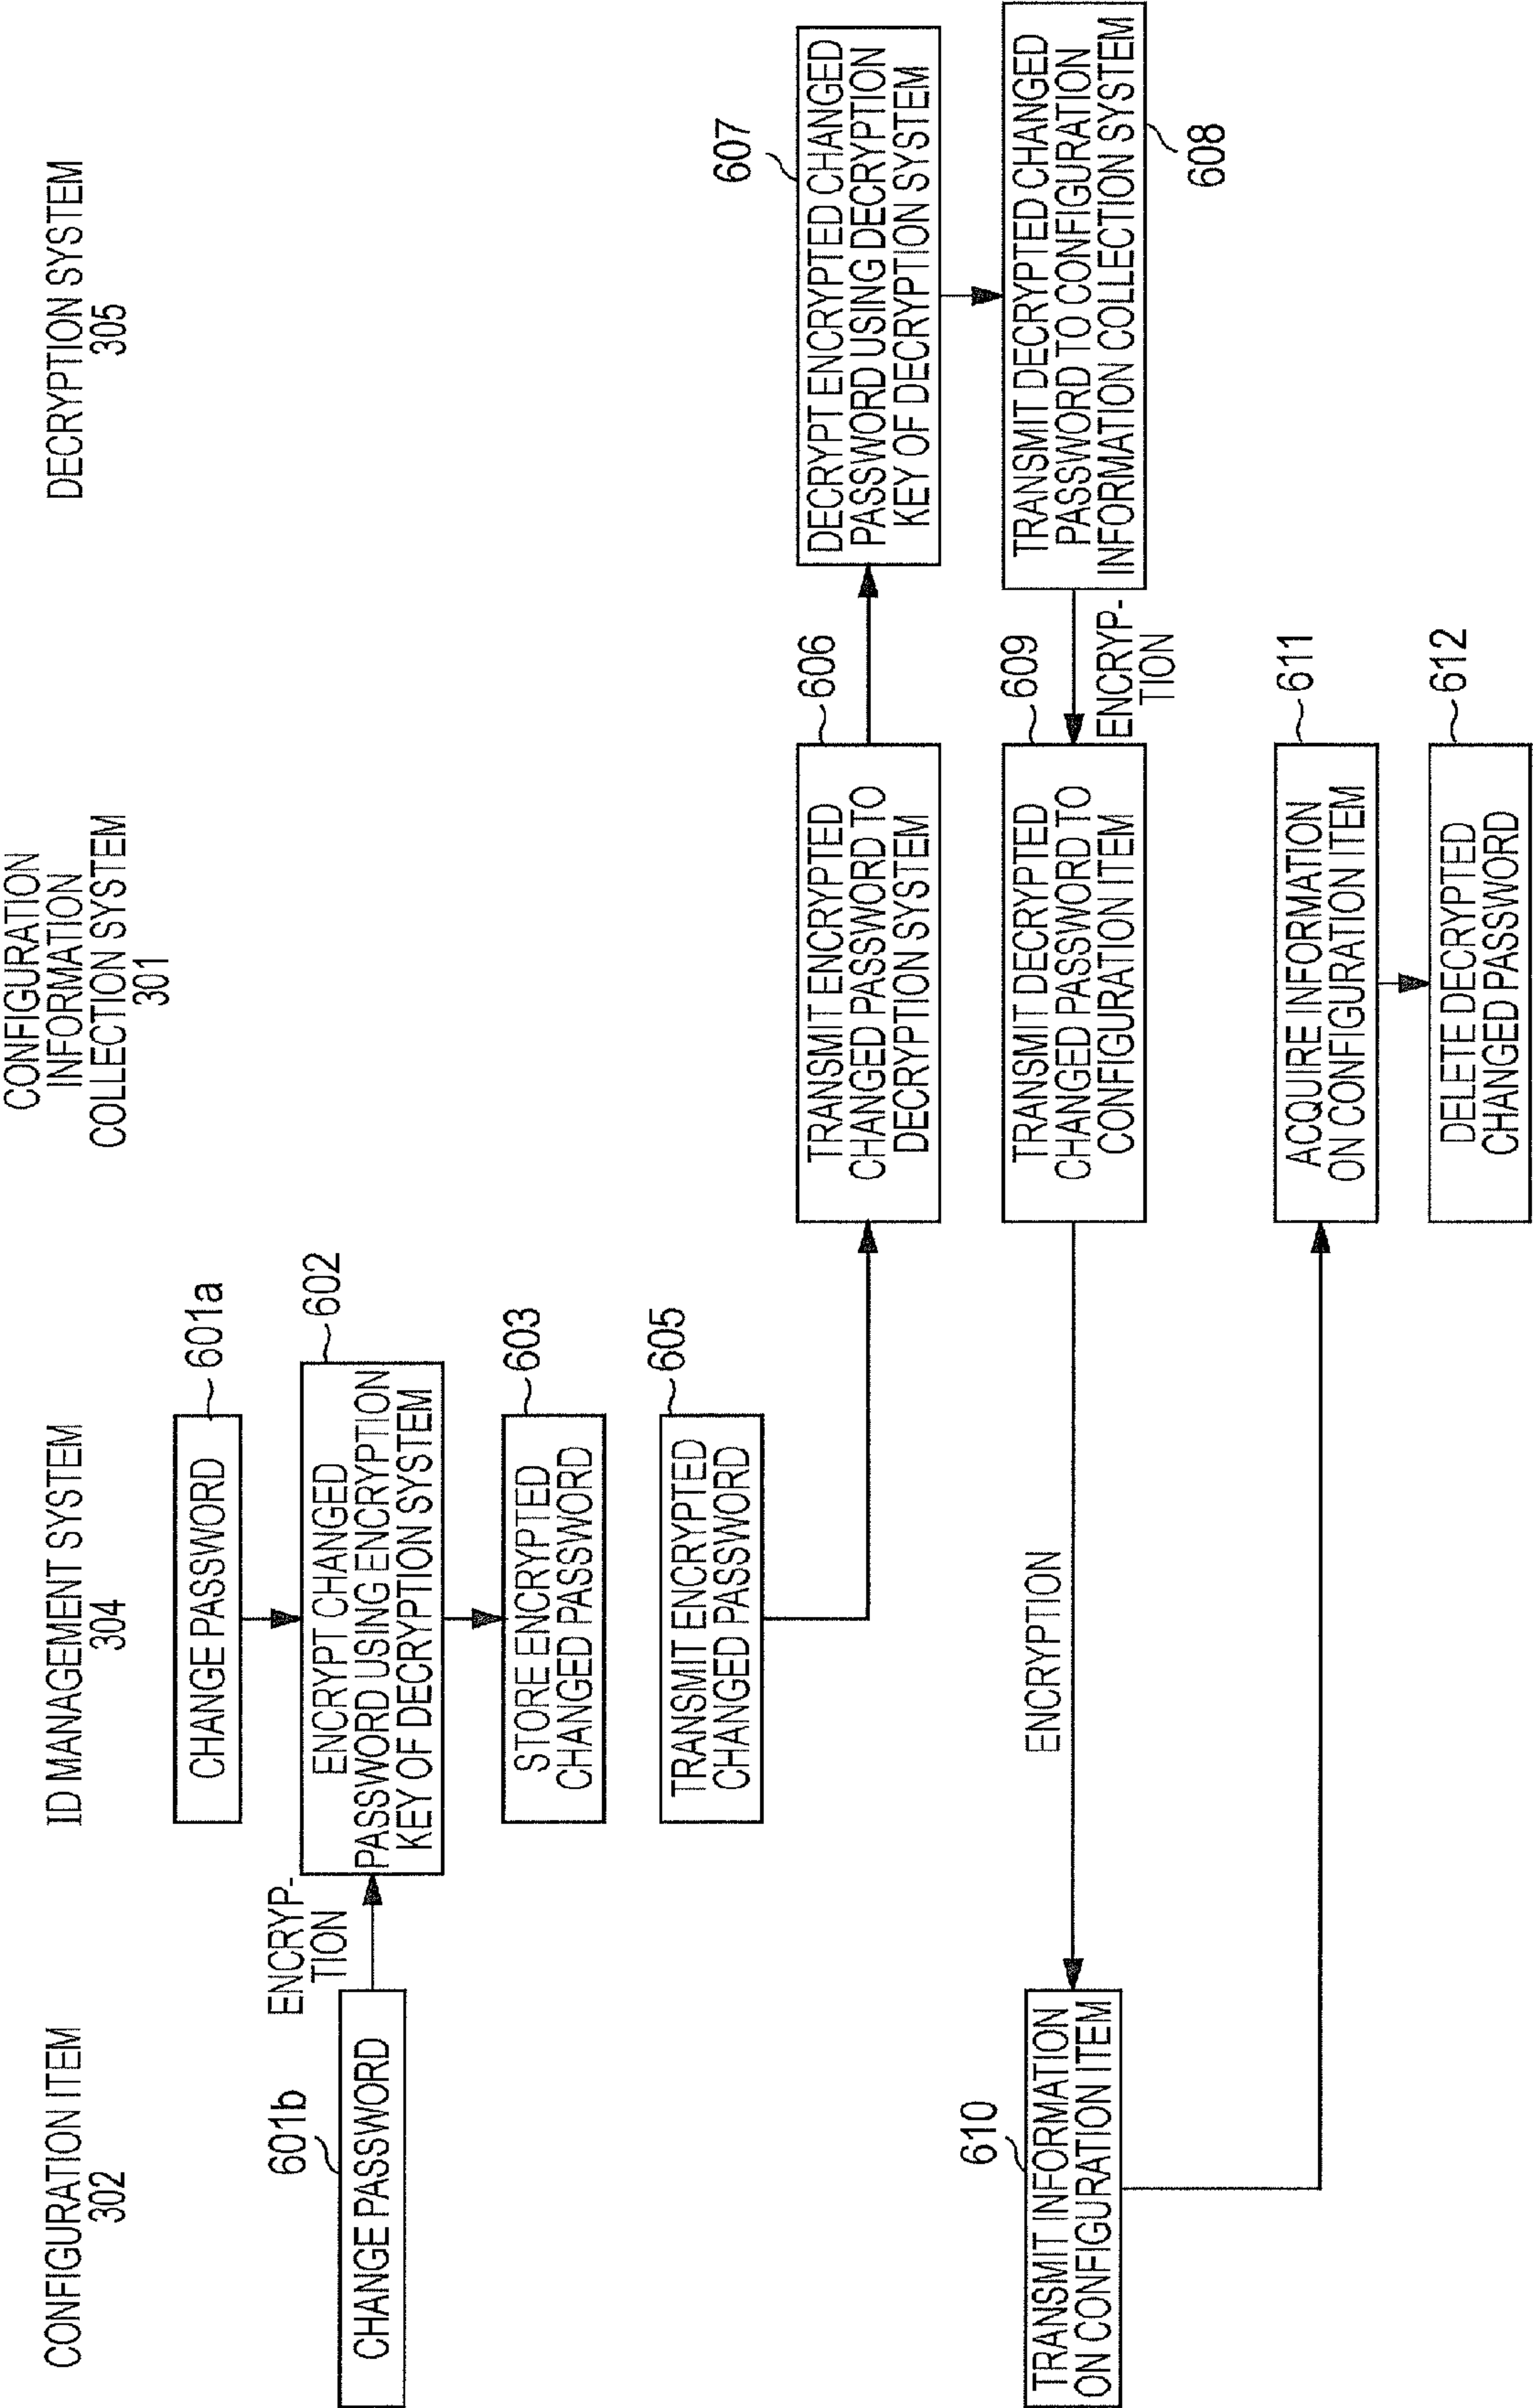 CONFIGURATION ITEM
302
ID MANAGEMENT SYSTEM
304
CONFIGURATION
INFORMATION
COLLECTION SYSTEM
301
DECRYPTION SYSTEM
305
601a
CHANGE PASSWORD
601b
CHANGE PASSWORD
ENCRYP-
TION
602
ENCRYPT CHANGED
PASSWORD USING ENCRYPTION
KEY OF DECRYPTION SYSTEM
603
STORE ENCRYPTED
CHANGED PASSWORD
605
TRANSMIT ENCRYPTED
CHANGED PASSWORD
606
TRANSMIT ENCRYPTED
CHANGED PASSWORD TO
DECRYPTION SYSTEM
607
DECRYPT ENCRYPTED CHANGED
PASSWORD USING DECRYPTION
KEY OF DECRYPTION SYSTEM
TRANSMIT DECRYPTED CHANGED
PASSWORD TO CONFIGURATION
INFORMATION COLLECTION SYSTEM
608
ENCRYP-
TION
609
TRANSMIT DECRYPTED
CHANGED PASSWORD TO
CONFIGURATION ITEM
ENCRYPTION
610
TRANSMIT INFORMATION
ON CONFIGURATION ITEM
611
ACQUIRE INFORMATION
ON CONFIGURATION ITEM
612
DELETE DECRYPTED
CHANGED PASSWORD